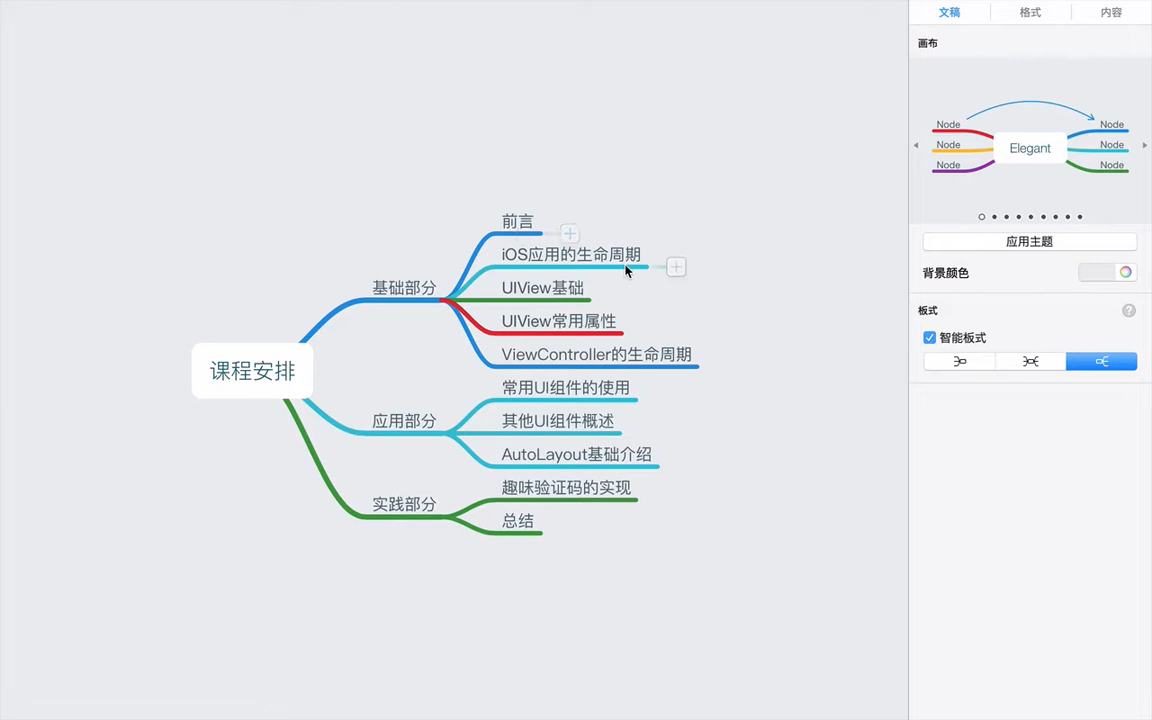 课程安排
基础部分
前言
iOS应用的生命周期
UIView基础
UIView常用属性
ViewController的生命周期
应用部分
常用UI组件的使用
其他UI组件概述
AutoLayout基础介绍
实践部分
趣味验证码的实现
总结
文稿 格式 内容
画布
Node Node
Node Elegant Node
Node Node
应用主题
背景颜色
板式 ?
智能板式